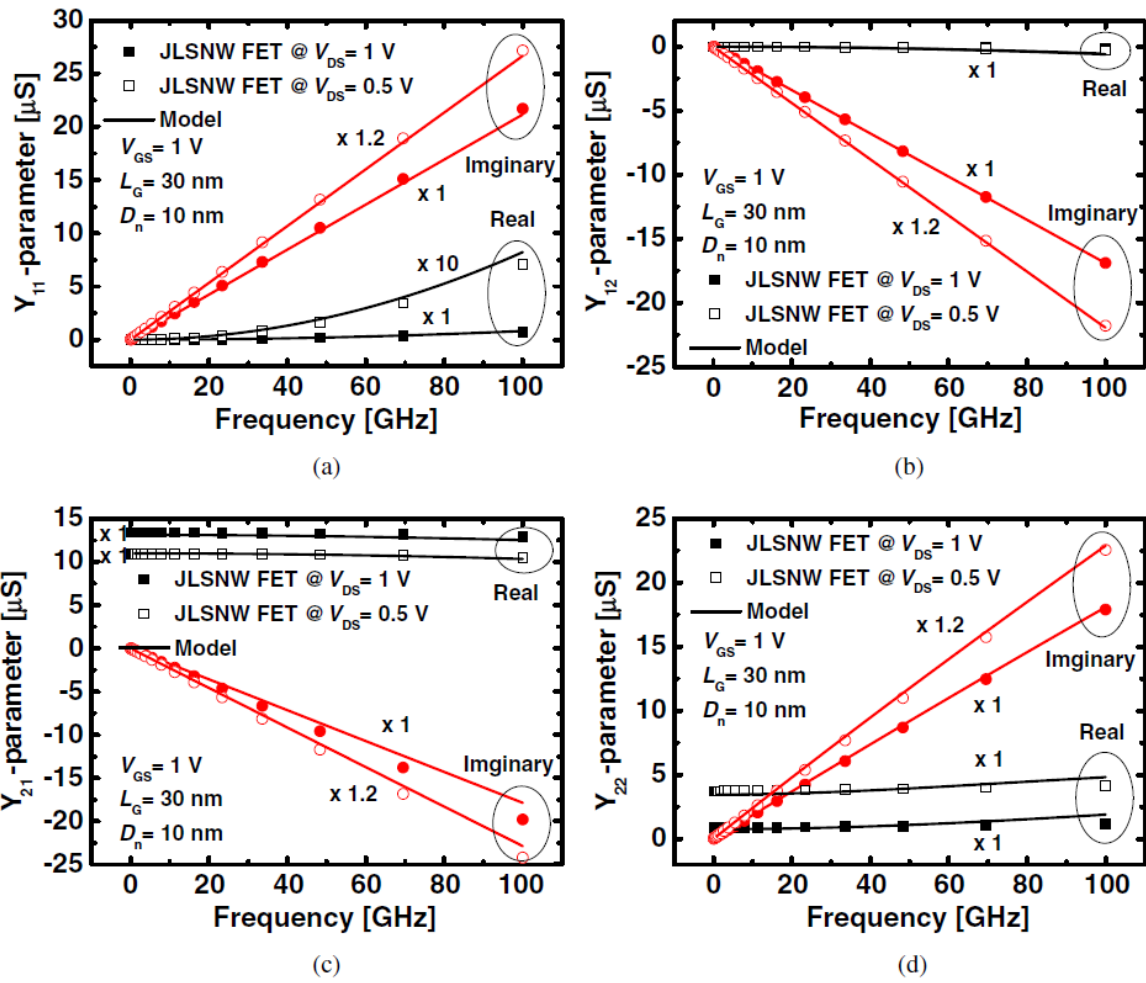 30
25
20
15
10
5
0
Y11-parameter [µS]
JLSNW FET @ VDS= 1 V
JLSNW FET @ VDS= 0.5 V
Model
VGS= 1 V
LG= 30 nm
Dn= 10 nm
x 1.2
x 1
Imginary
Real
x 10
x 1
0 20 40 60 80 100
Frequency [GHz]
(a)
0
-5
-10
-15
-20
-25
Y12-parameter [µS]
x 1
Real
VGS= 1 V
LG= 30 nm
Dn= 10 nm
x 1
Imginary
x 1.2
JLSNW FET @ VDS= 1 V
JLSNW FET @ VDS= 0.5 V
Model
0 20 40 60 80 100
Frequency [GHz]
(b)
15
10
5
0
-5
-10
-15
-20
-25
Y21-parameter [µS]
x 1
x 1
JLSNW FET @ VDS= 1 V
Real
JLSNW FET @ VDS= 0.5 V
Model
x 1
Imginary
VGS= 1 V
LG= 30 nm
Dn= 10 nm
x 1.2
0 20 40 60 80 100
Frequency [GHz]
(c)
25
20
15
10
5
0
Y22-parameter [µS]
JLSNW FET @ VDS= 1 V
JLSNW FET @ VDS= 0.5 V
Model
VGS= 1 V
LG= 30 nm
Dn= 10 nm
x 1.2
Imginary
x 1
Real
x 1
x 1
0 20 40 60 80 100
Frequency [GHz]
(d)